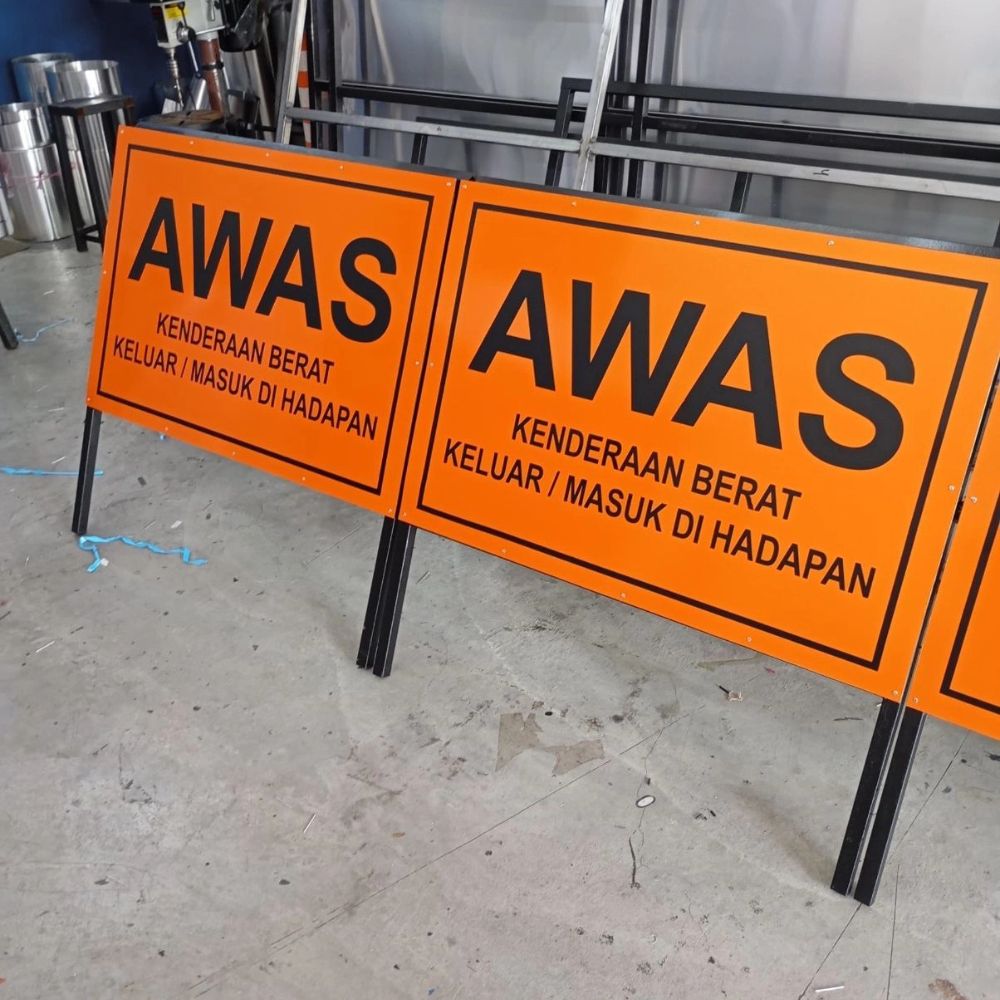 AWAS
KENDERAAN BERAT
KELUAR / MASUK DI HADAPAN
AWAS
KENDERAAN BERAT
KELUAR / MASUK DI HADAPAN